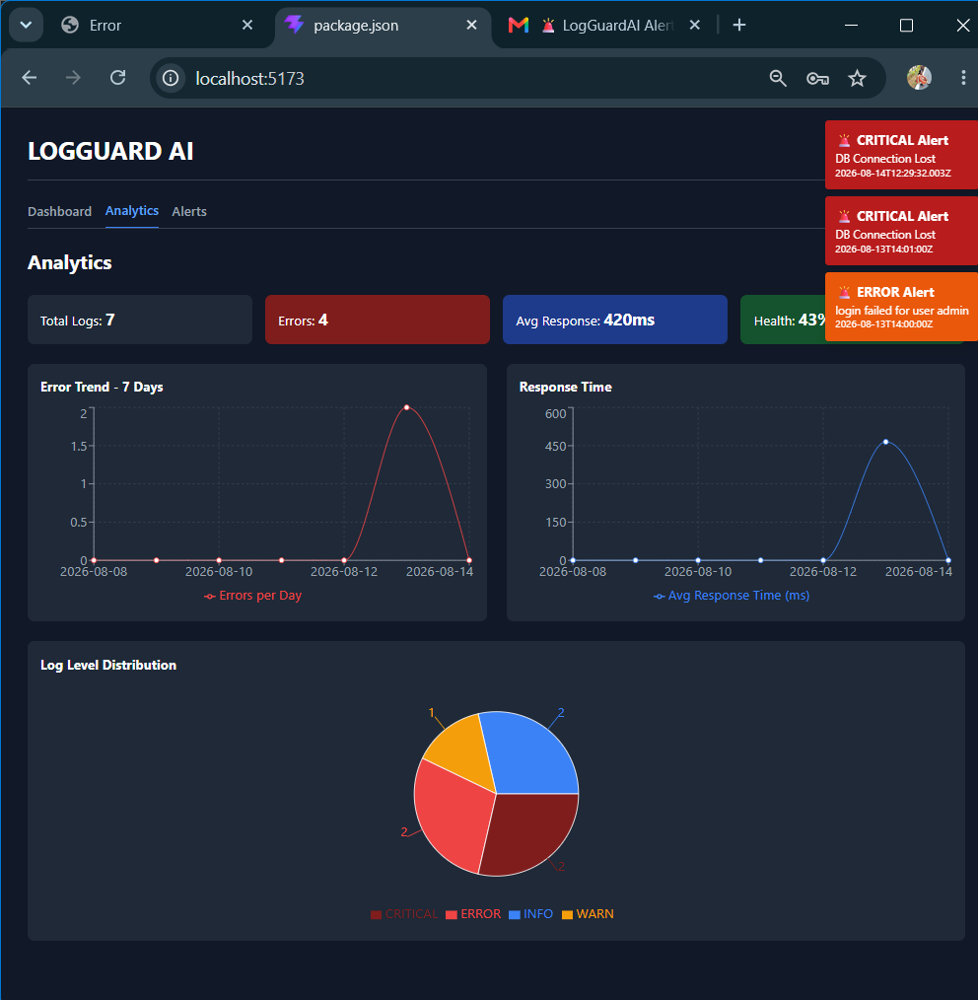 Error
package.json
🚨 LogGuardAI Aler
localhost:5173
LOGGUARD AI
Dashboard Analytics Alerts
🚨 CRITICAL Alert
DB Connection Lost
2026-08-14T12:29:32.003Z
🚨 CRITICAL Alert
DB Connection Lost
2026-08-13T14:01:00Z
🚨 ERROR Alert
login failed for user admin
2026-08-13T14:00:00Z
Analytics
Total Logs: 7
Errors: 4
Avg Response: 420ms
Health: 43%
Error Trend - 7 Days
2
1.5
1
0.5
0
2026-08-08 2026-08-10 2026-08-12 2026-08-14
Errors per Day
Response Time
600
450
300
150
0
2026-08-08 2026-08-10 2026-08-12 2026-08-14
Avg Response Time (ms)
Log Level Distribution
1
2
2
2
CRITICAL ERROR INFO WARN